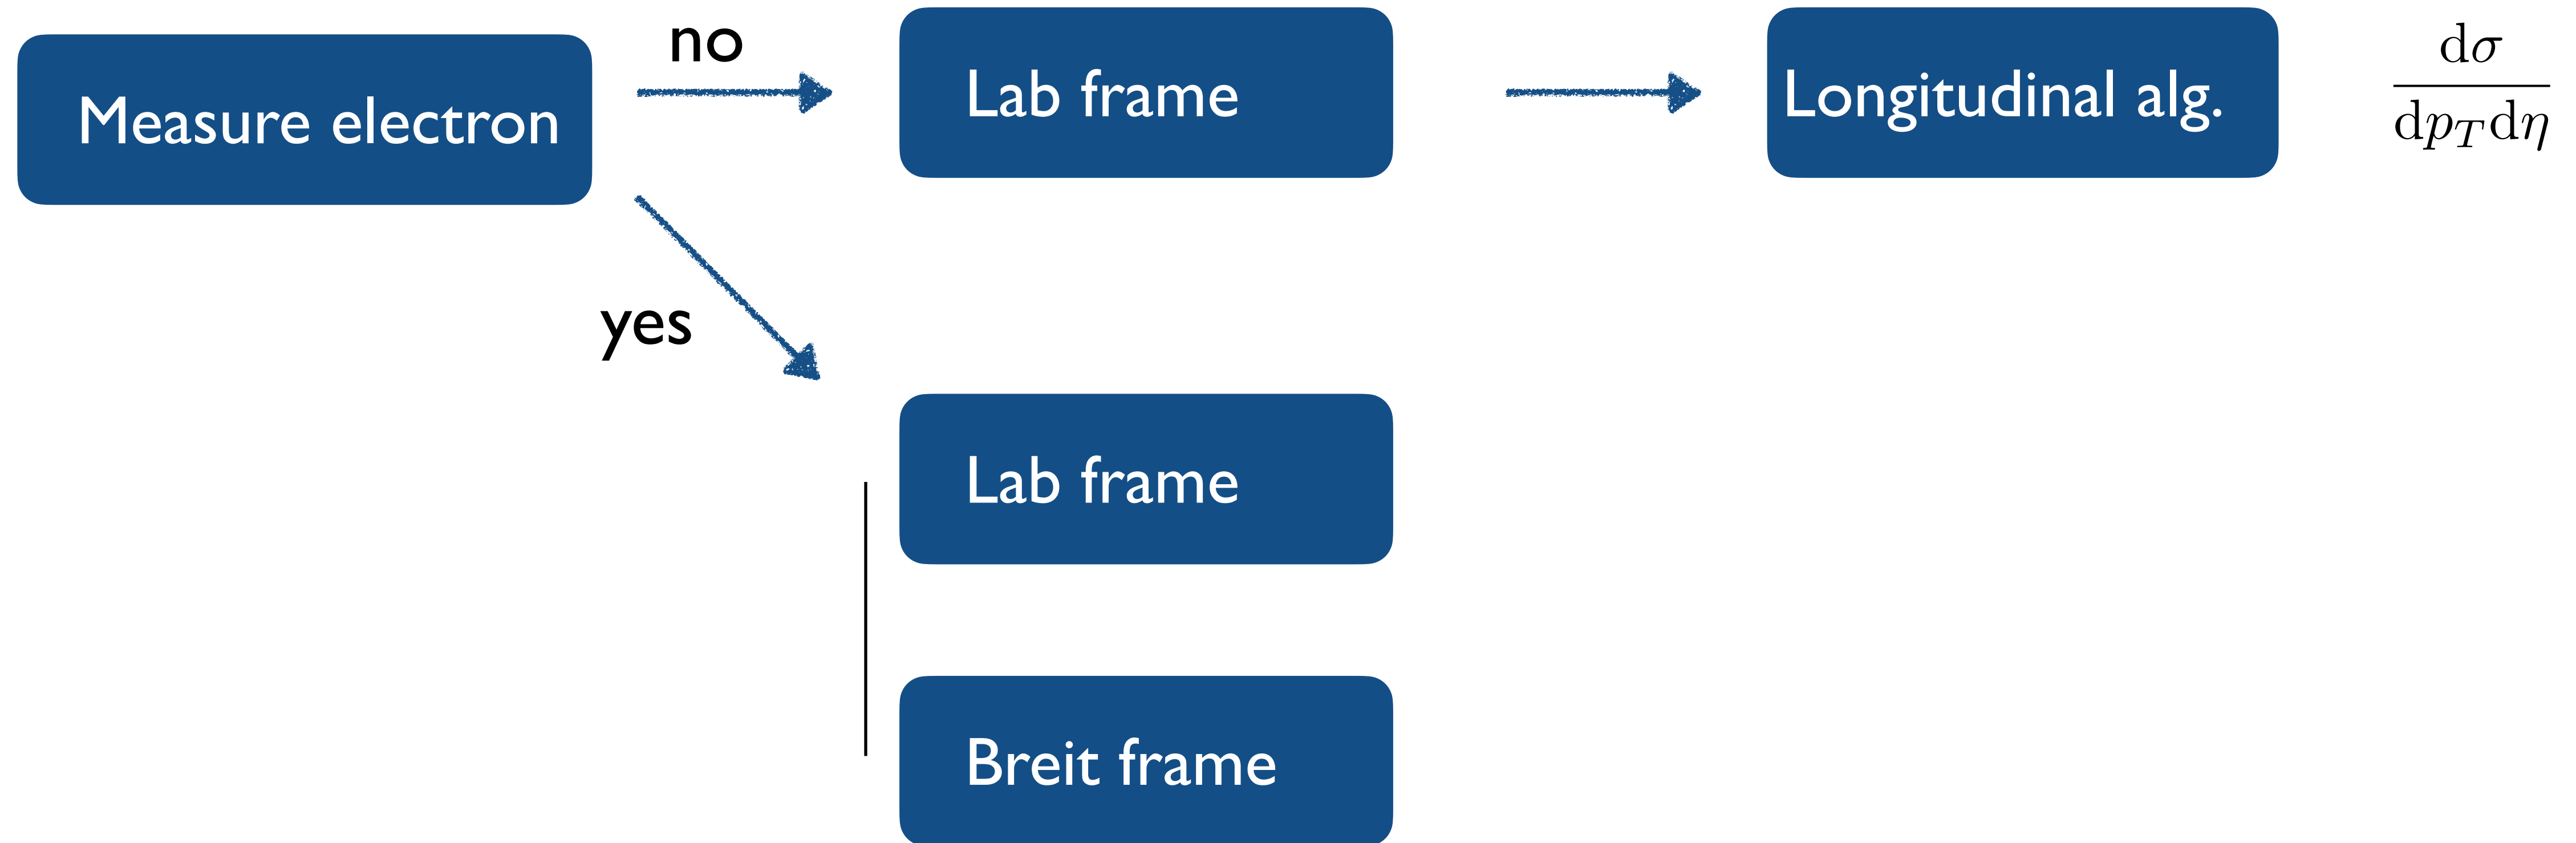 Measure electron
no
Lab frame
Longitudinal alg.
dσ
dp_T dη
yes
Lab frame
Breit frame